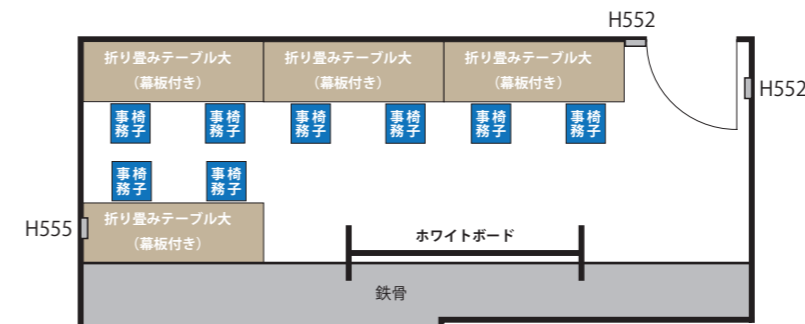 H552
折り畳みテーブル大
（幕板付き）
折り畳みテーブル大
（幕板付き）
折り畳みテーブル大
（幕板付き）
H552
事務椅子
事務椅子
事務椅子
事務椅子
事務椅子
事務椅子
事務椅子
事務椅子
折り畳みテーブル大
（幕板付き）
H555
ホワイトボード
鉄骨